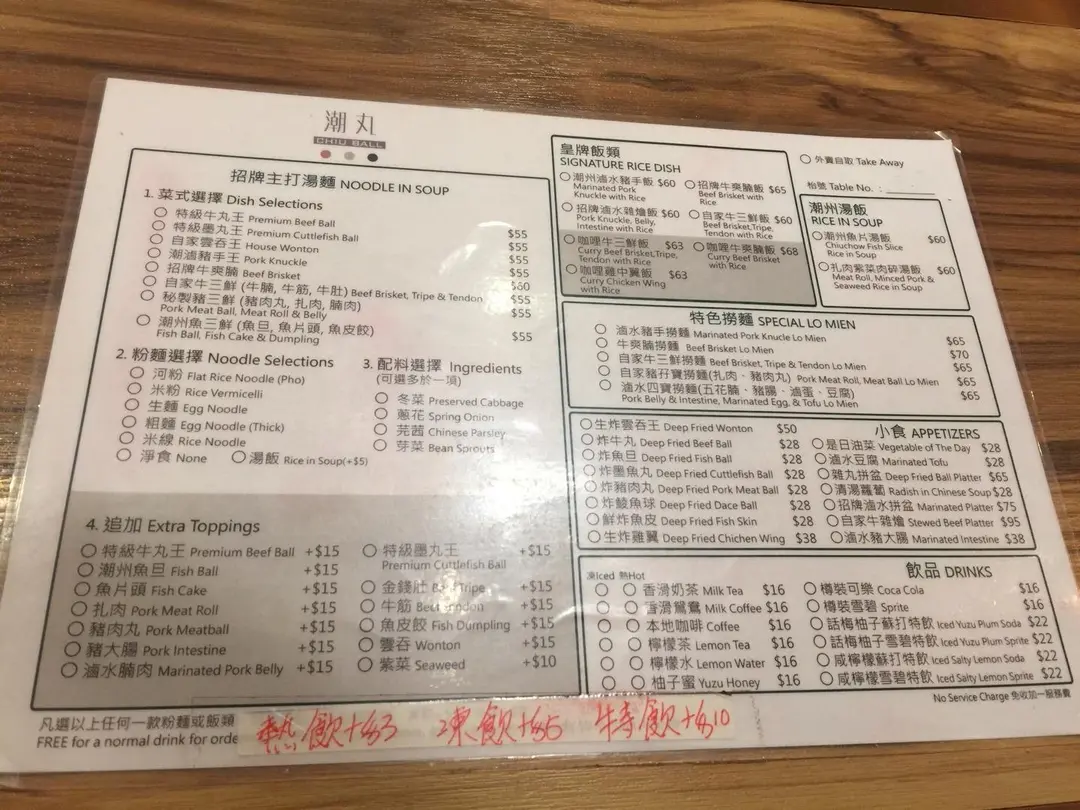 潮丸
CHIU BALL
招牌主打湯麵 NOODLE IN SOUP
1. 菜式選擇 Dish Selections
特級牛丸王 Premium Beef Ball $55
特級墨丸王 Premium Cuttlefish Ball $55
自家雲吞王 House Wonton $55
潮滷豬手王 Pork Knuckle $55
招牌牛爽腩 Beef Brisket $60
自家牛三鮮 (牛腩, 牛筋, 牛肚) Beef Brisket, Tripe & Tendon $55
秘製豬三鮮 (豬肉丸, 扎肉, 腩肉) $55
Pork Meat Ball, Meat Roll & Belly
潮州魚三鮮 (魚旦, 魚片頭, 魚皮餃) $55
Fish Ball, Fish Cake & Dumpling
2. 粉麵選擇 Noodle Selections
河粉 Flat Rice Noodle (Pho)
米粉 Rice Vermicelli
生麵 Egg Noodle
粗麵 Egg Noodle (Thick)
米線 Rice Noodle
淨食 None 湯飯 Rice in Soup(+$5)
3. 配料選擇 Ingredients
(可選多於一項)
冬菜 Preserved Cabbage
蔥花 Spring Onion
芫茜 Chinese Parsley
芽菜 Bean Sprouts
4. 追加 Extra Toppings
特級牛丸王 Premium Beef Ball +$15
潮州魚旦 Fish Ball +$15
魚片頭 Fish Cake +$15
扎肉 Pork Meat Roll +$15
豬肉丸 Pork Meatball +$15
豬大腸 Pork Intestine +$15
滷水腩肉 Marinated Pork Belly +$15
特級墨丸王 +$15
Premium Cuttlefish Ball
金錢肚 Beef Tripe +$15
牛筋 Beef Tendon +$15
魚皮餃 Fish Dumpling +$15
雲吞 Wonton +$15
紫菜 Seaweed +$10
凡選以上任何一款粉麵或飯類
FREE for a normal drink for orde
熱飲+$3 凍飲+$5 特飲+$10
皇牌飯類
SIGNATURE RICE DISH
潮州滷水豬手飯 $60
Marinated Pork
Knuckle with Rice
招牌牛爽腩飯 $65
Beef Brisket with
Rice
招牌滷水雜燴飯 $60
Pork Knuckle, Belly,
Intestine with Rice
自家牛三鮮飯 $60
Beef Brisket,Tripe,
Tendon with Rice
咖哩牛三鮮飯 $63
Curry Beef Brisket,Tripe,
Tendon with Rice
咖哩牛爽腩飯 $68
Curry Beef Brisket
with Rice
咖哩雞中翼飯 $63
Curry Chicken Wing
with Rice
外賣自取 Take Away
枱號 Table No. :
潮州湯飯
RICE IN SOUP
潮州魚片湯飯 $60
Chiuchow Fish Slice
Rice in Soup
扎肉紫菜肉碎湯飯 $60
Meat Roll, Minced Pork &
Seaweed Rice in Soup
特色撈麵 SPECIAL LO MIEN
滷水豬手撈麵 Marinated Pork Knucle Lo Mien $65
牛爽腩撈麵 Beef Brisket Lo Mien $70
自家牛三鮮撈麵 Beef Brisket, Tripe & Tendon Lo Mien $65
自家豬孖寶撈麵(扎肉、豬肉丸) Pork Meat Roll, Meat Ball Lo Mien $65
滷水四寶撈麵(五花腩、豬腸、滷蛋、豆腐) $65
Pork Belly & Intestine, Marinated Egg, & Tofu Lo Mien
小食 APPETIZERS
生炸雲吞王 Deep Fried Wonton $50
炸牛丸 Deep Fried Beef Ball $28
炸魚旦 Deep Fried Fish Ball $28
炸墨魚丸 Deep Fried Cuttlefish Ball $28
炸豬肉丸 Deep Fried Pork Meat Ball $28
炸鯪魚球 Deep Fried Dace Ball $28
鮮炸魚皮 Deep Fried Fish Skin $28
生炸雞翼 Deep Fried Chichen Wing $38
是日油菜 Vegetable of The Day $28
滷水豆腐 Marinated Tofu $28
雜丸拼盆 Deep Fried Ball Platter $65
清湯蘿蔔 Radish in Chinese Soup $28
招牌滷水拼盆 Marinated Platter $75
自家牛雜燴 Stewed Beef Platter $95
滷水豬大腸 Marinated Intestine $38
飲品 DRINKS
凍Iced 熱Hot
香滑奶茶 Milk Tea $16
香滑鴛鴦 Milk Coffee $16
本地咖啡 Coffee $16
檸檬茶 Lemon Tea $16
檸檬水 Lemon Water $16
柚子蜜 Yuzu Honey $16
樽裝可樂 Coca Cola $16
樽裝雪碧 Sprite $16
話梅柚子蘇打特飲 Iced Yuzu Plum Soda $22
話梅柚子雪碧特飲 Iced Yuzu Plum Sprite $22
咸檸檬蘇打特飲 Iced Salty Lemon Soda $22
咸檸檬雪碧特飲 Iced Salty Lemon Sprite $22
No Service Charge 免收加一服務費